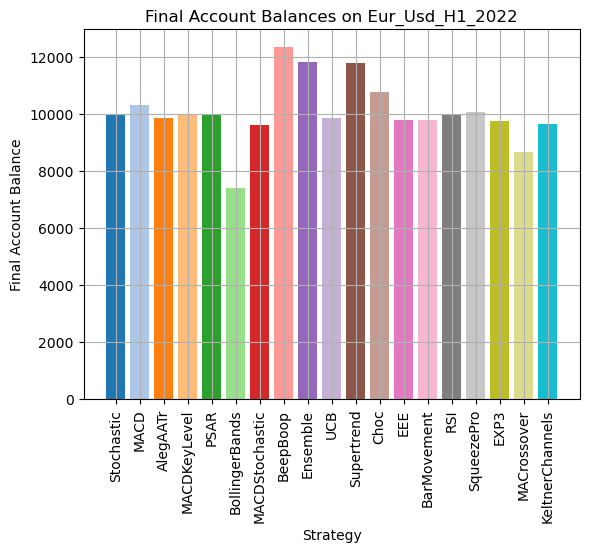 Final Account Balances on Eur_Usd_H1_2022
Final Account Balance
12000
10000
8000
6000
4000
2000
0
Stochastic
MACD
AlegAATr
MACDKeyLevel
PSAR
BollingerBands
MACDStochastic
BeepBoop
Ensemble
UCB
Supertrend
Choc
EEE
BarMovement
RSI
SqueezePro
EXP3
MACrossover
KeltnerChannels
Strategy